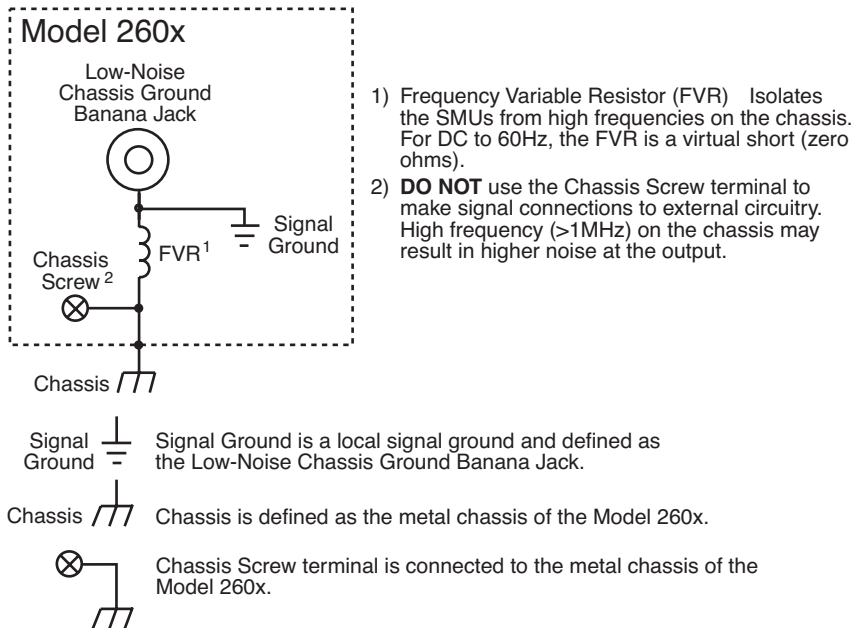 Model 260x
Low-Noise
Chassis Ground
Banana Jack
Signal
Ground
FVR1
Chassis
Screw 2
Chassis
1) Frequency Variable Resistor (FVR) Isolates
the SMUs from high frequencies on the chassis.
For DC to 60Hz, the FVR is a virtual short (zero
ohms).
2) DO NOT use the Chassis Screw terminal to
make signal connections to external circuitry.
High frequency (>1MHz) on the chassis may
result in higher noise at the output.
Signal
Ground
Signal Ground is a local signal ground and defined as
the Low-Noise Chassis Ground Banana Jack.
Chassis
Chassis is defined as the metal chassis of the Model 260x.
Chassis Screw terminal is connected to the metal chassis of the
Model 260x.